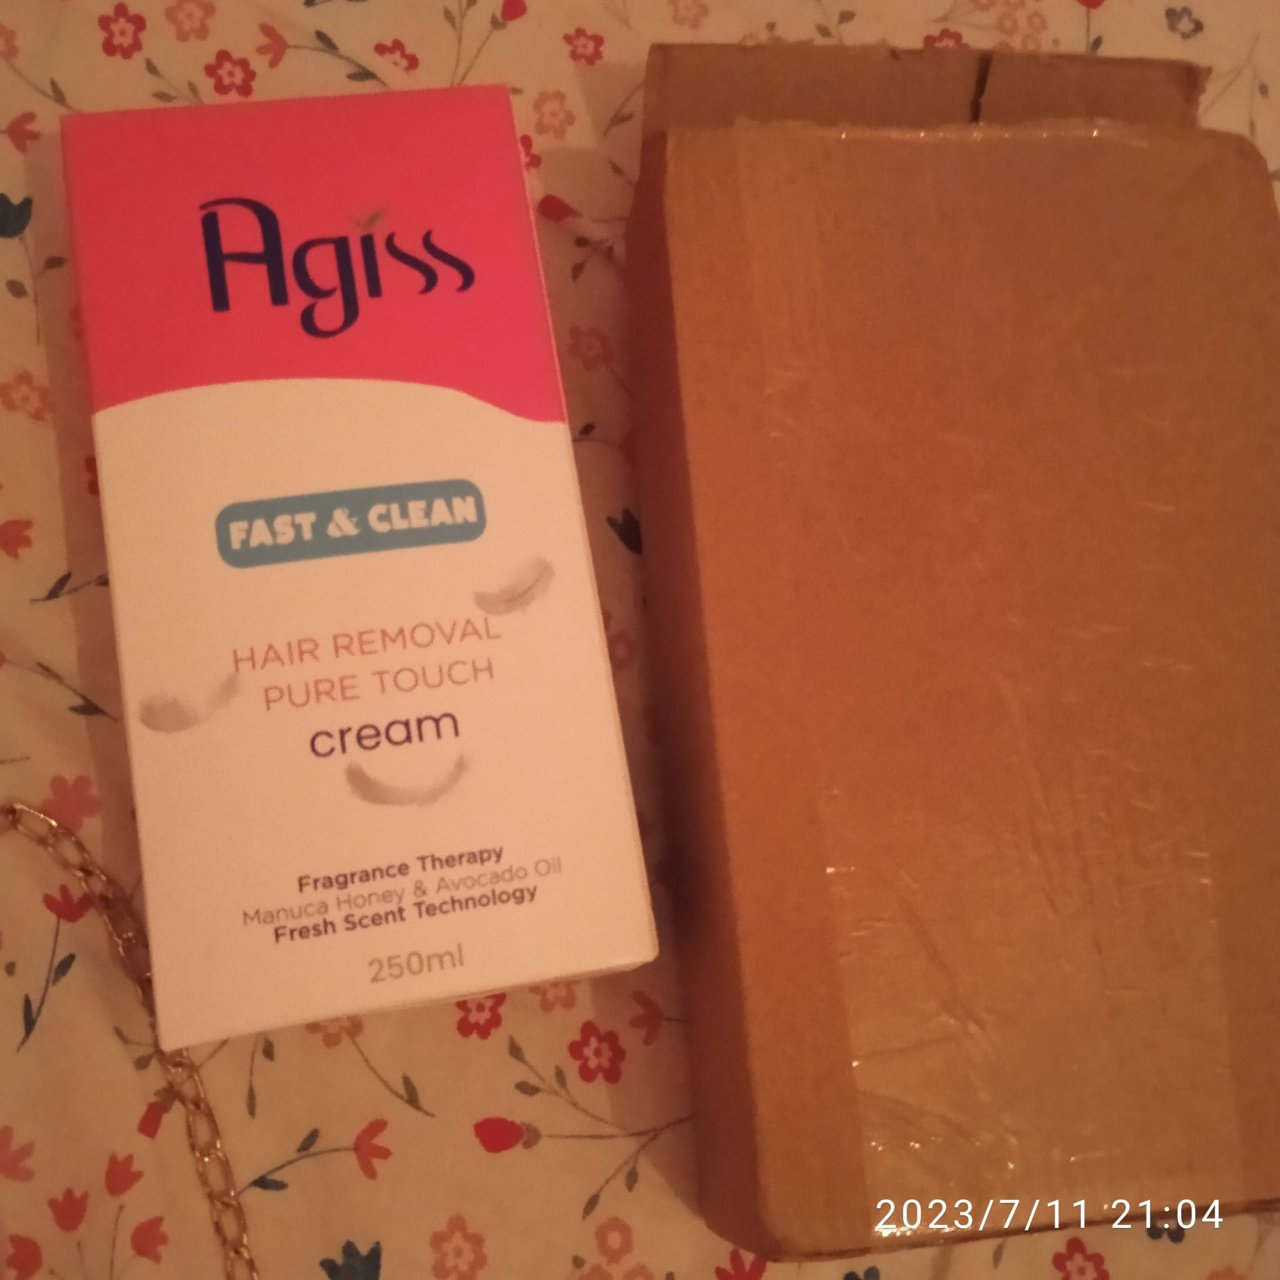 Agiss
FAST & CLEAN
HAIR REMOVAL
PURE TOUCH
cream
Fragrance Therapy
Manuca Honey & Avocado Oil
Fresh Scent Technology
250ml
2023/7/11 21:04